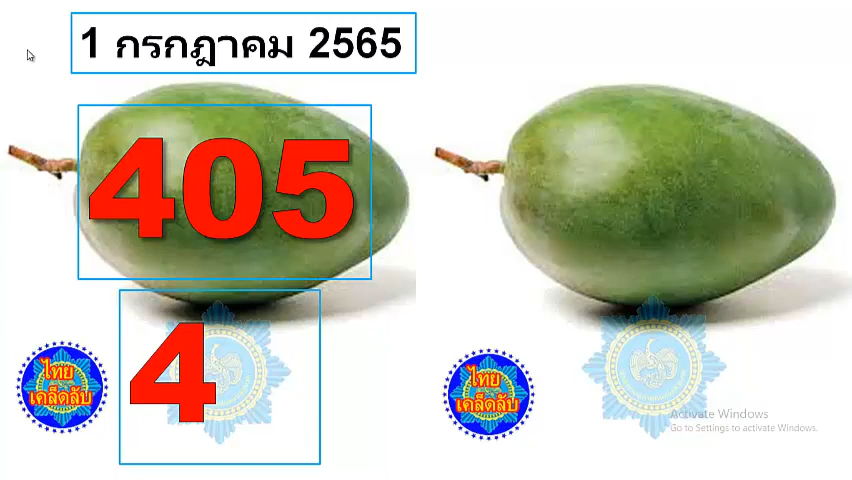 1 กรกฎาคม 2565
405
4
ไทย
เคล็ดลับ
ไทย
เคล็ดลับ
Activate Windows
Go to Settings to activate Windows.